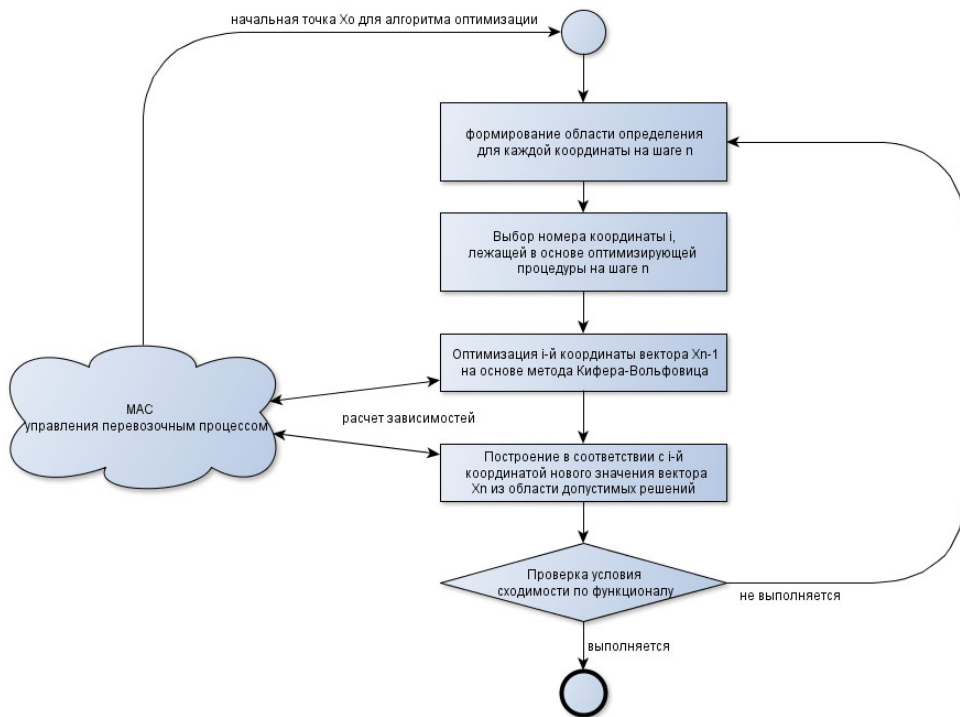 начальная точка Xo для алгоритма оптимизации
формирование области определения
для каждой координаты на шаге n
Выбор номера координаты i,
лежащей в основе оптимизирующей
процедуры на шаге n
Оптимизация i-й координаты вектора Xn-1
на основе метода Кифера-Вольфовица
МАС
управления перевозочным процессом
расчет зависимостей
Построение в соответствии с i-й
координатой нового значения вектора
Xn из области допустимых решений
Проверка условия
сходимости по функционалу
не выполняется
выполняется